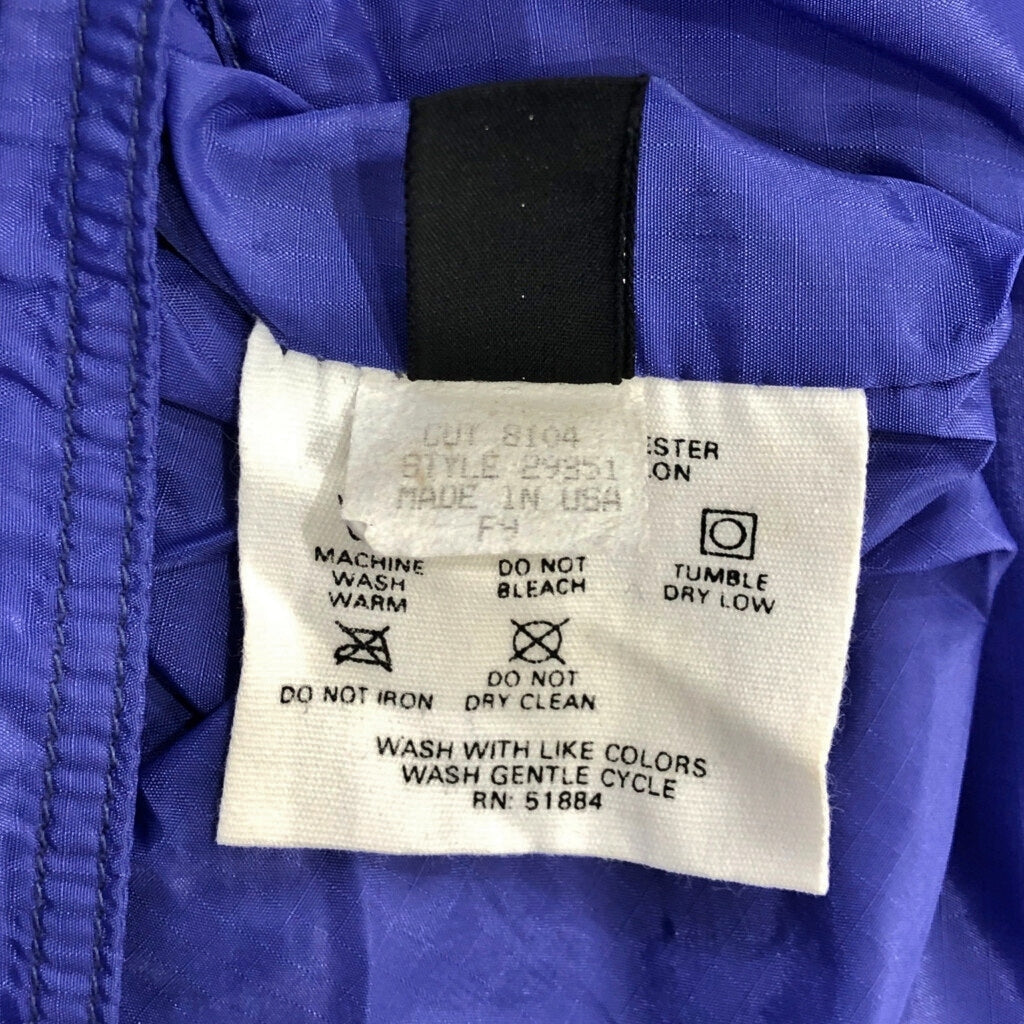 CUT 8104
STYLE 29351
MADE IN USA
ESTER
LON
MACHINE
WASH
WARM
DO NOT
BLEACH
TUMBLE
DRY LOW
DO NOT IRON
DO NOT
DRY CLEAN
WASH WITH LIKE COLORS
WASH GENTLE CYCLE
RN: 51884